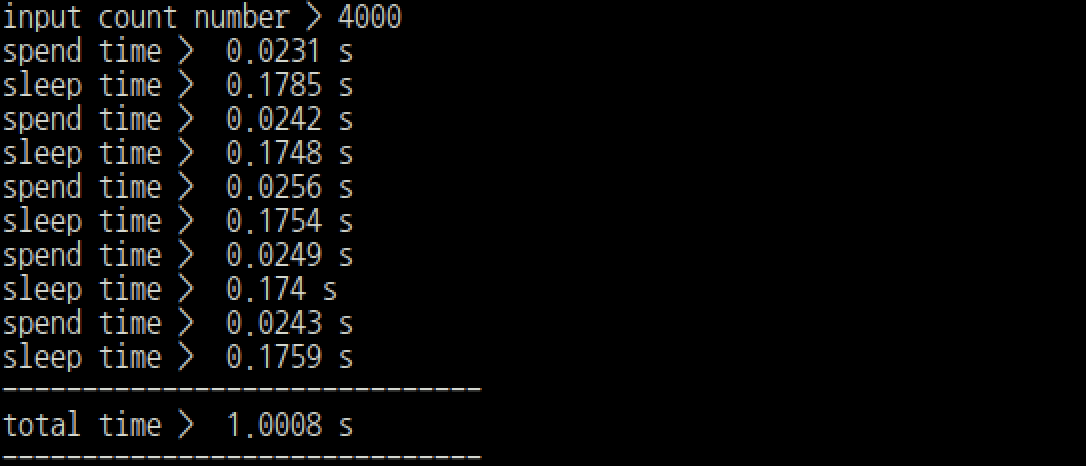 input count number > 4000
spend time >  0.0231 s
sleep time >  0.1785 s
spend time >  0.0242 s
sleep time >  0.1748 s
spend time >  0.0256 s
sleep time >  0.1754 s
spend time >  0.0249 s
sleep time >  0.174 s
spend time >  0.0243 s
sleep time >  0.1759 s
------------------------------
total time >  1.0008 s
------------------------------